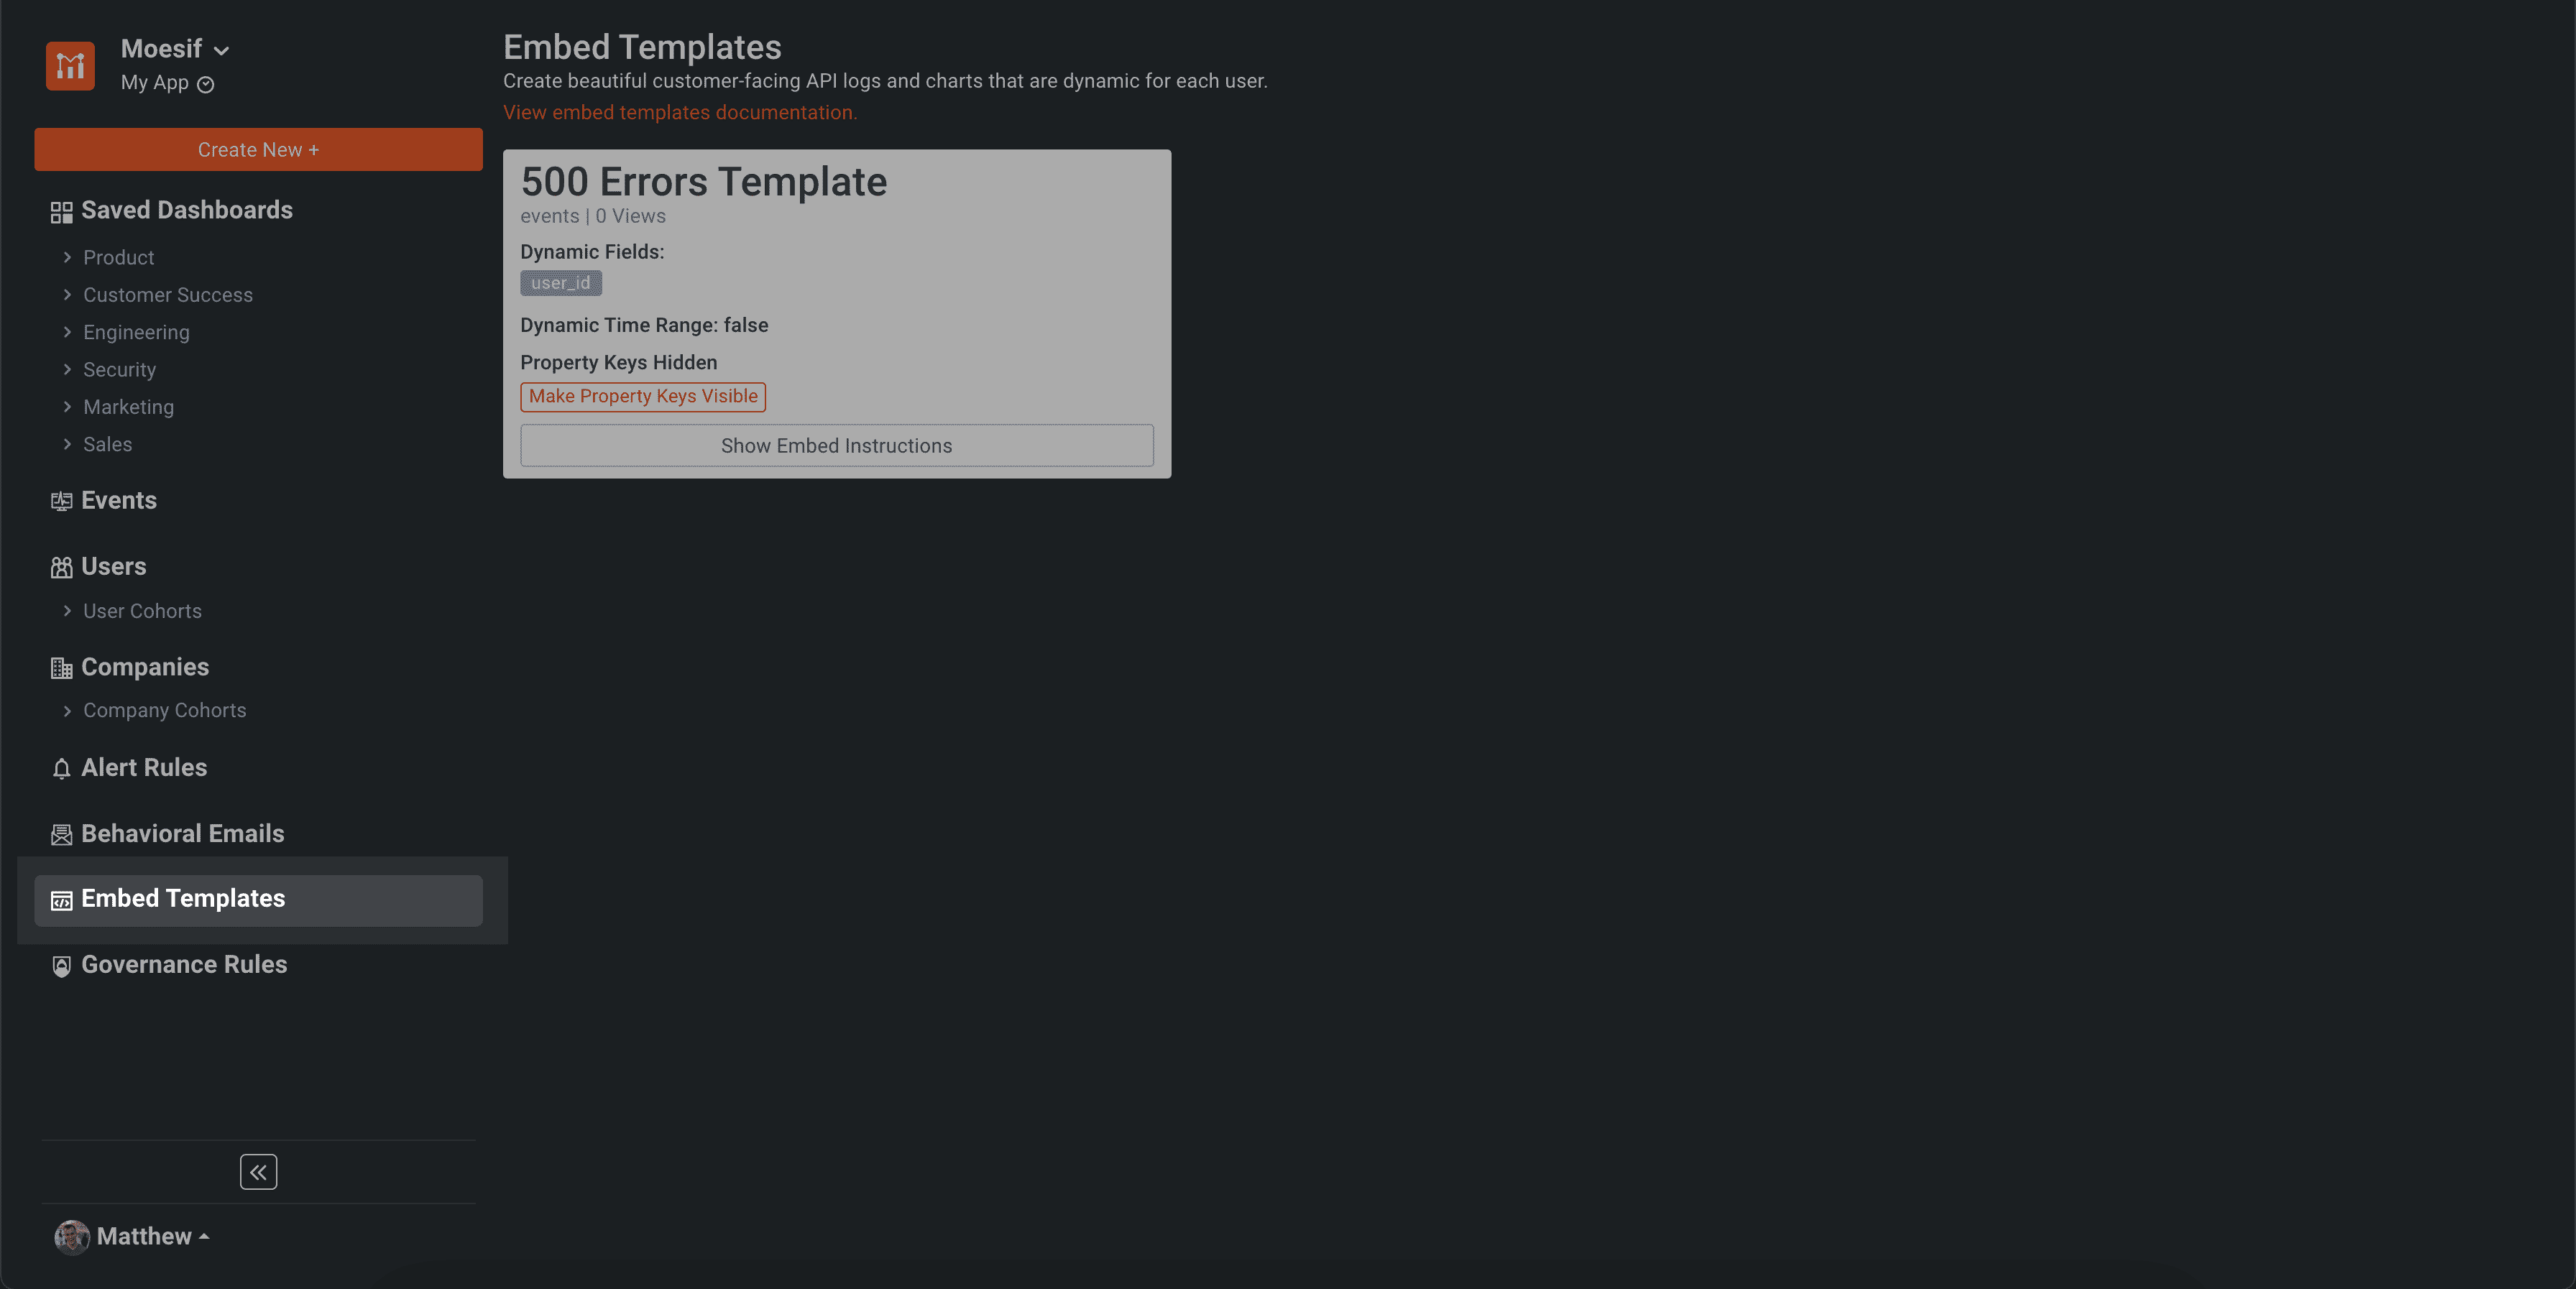 Moesif
My App
Create New +
Saved Dashboards
Product
Customer Success
Engineering
Security
Marketing
Sales
Events
Users
User Cohorts
Companies
Company Cohorts
Alert Rules
Behavioral Emails
Embed Templates
Governance Rules
Matthew
Embed Templates
Create beautiful customer-facing API logs and charts that are dynamic for each user.
View embed templates documentation.
500 Errors Template
events | 0 Views
Dynamic Fields:
user_id
Dynamic Time Range: false
Property Keys Hidden
Make Property Keys Visible
Show Embed Instructions